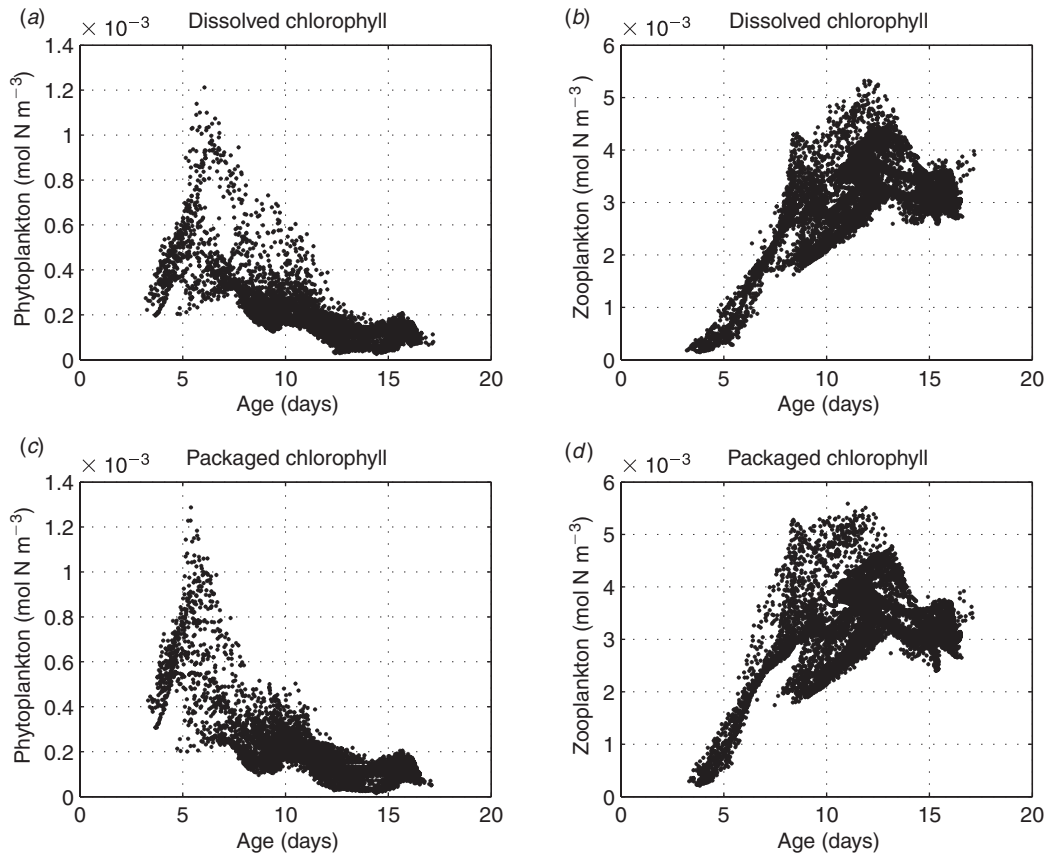 (a)
× 10⁻³
Dissolved chlorophyll
Phytoplankton (mol N m⁻³)
1.4
1.2
1
0.8
0.6
0.4
0.2
0
0 5 10 15 20
Age (days)
(b)
× 10⁻³
Dissolved chlorophyll
Zooplankton (mol N m⁻³)
6
5
4
3
2
1
0
0 5 10 15 20
Age (days)
(c)
× 10⁻³
Packaged chlorophyll
Phytoplankton (mol N m⁻³)
1.4
1.2
1
0.8
0.6
0.4
0.2
0
0 5 10 15 20
Age (days)
(d)
× 10⁻³
Packaged chlorophyll
Zooplankton (mol N m⁻³)
6
5
4
3
2
1
0
0 5 10 15 20
Age (days)